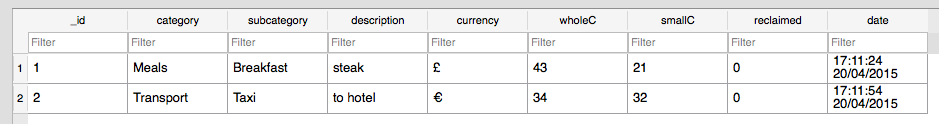 _id category subcategory description currency wholeC smallC reclaimed date
Filter Filter Filter Filter Filter Filter Filter Filter Filter
1 1 Meals Breakfast steak £ 43 21 0 17:11:24
20/04/2015
2 2 Transport Taxi to hotel € 34 32 0 17:11:54
20/04/2015